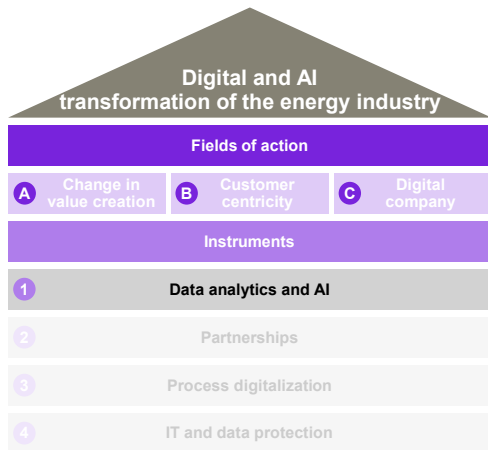 Digital and AI
transformation of the energy industry
Fields of action
A Change in
value creation
B Customer
centricity
C Digital
company
Instruments
1 Data analytics and AI
2 Partnerships
3 Process digitalization
4 IT and data protection